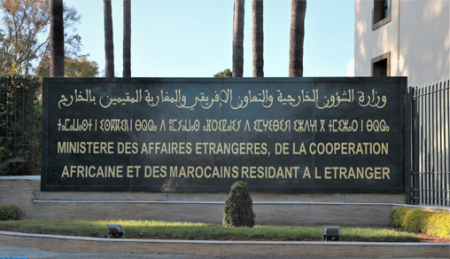 وزارة الشؤون الخارجية والتعاون الإفريقي والمغاربة المقيمين بالخارج
MINISTERE DES AFFAIRES ETRANGERES, DE LA COOPERATION
AFRICAINE ET DES MAROCAINS RESIDANT A L ETRANGER